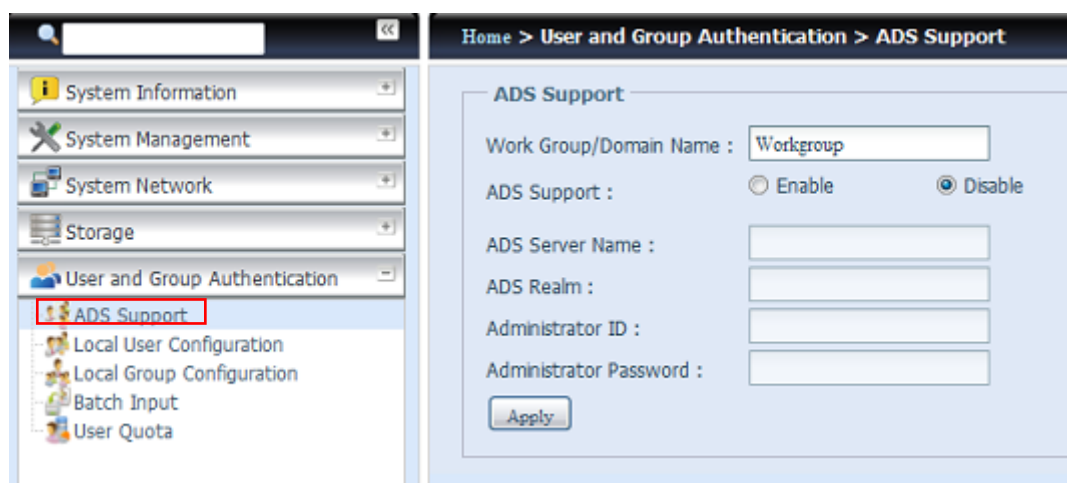 Home > User and Group Authentication > ADS Support
System Information
System Management
System Network
Storage
User and Group Authentication
ADS Support
Local User Configuration
Local Group Configuration
Batch Input
User Quota
ADS Support
Work Group/Domain Name : Workgroup
ADS Support : Enable Disable
ADS Server Name :
ADS Realm :
Administrator ID :
Administrator Password :
Apply